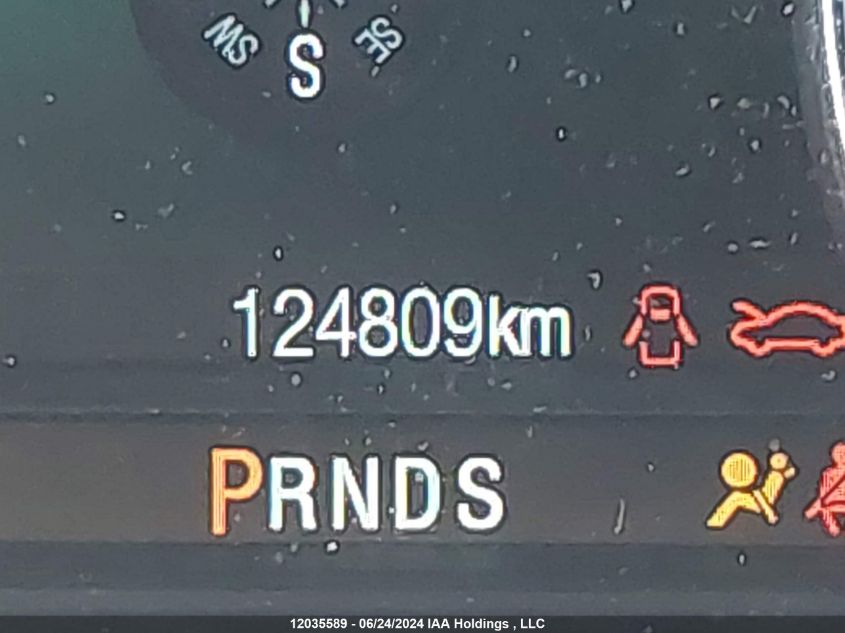 SW S SE
124809km
PRNDS
12035589 - 06/24/2024 IAA Holdings , LLC